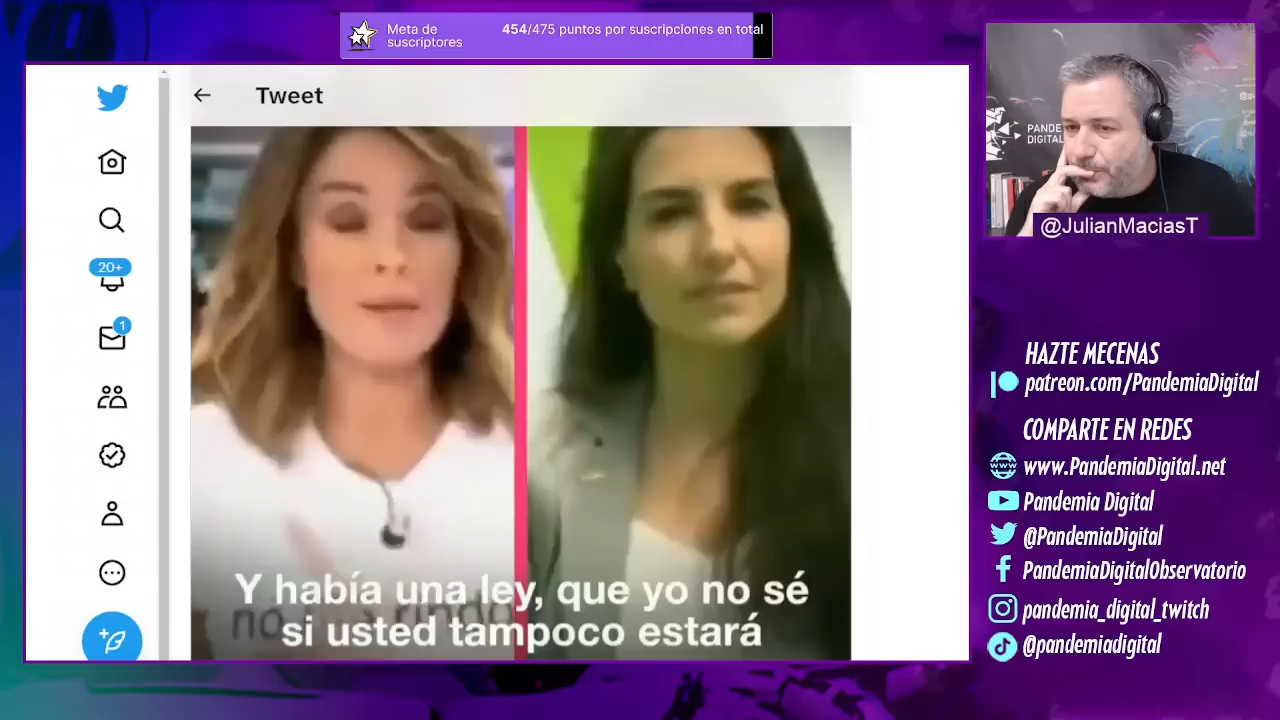 Meta de
suscriptores
454/475 puntos por suscripciones en total
Tweet
20+
1
Y había una ley, que yo no sé
si usted tampoco estará
PANDE
DIGITAL
@JulianMaciasT
HAZTE MECENAS
patreon.com/PandemiaDigital
COMPARTE EN REDES
www.PandemiaDigital.net
Pandemia Digital
@PandemiaDigital
PandemiaDigitalObservatorio
pandemia_digital_twitch
@pandemiadigital